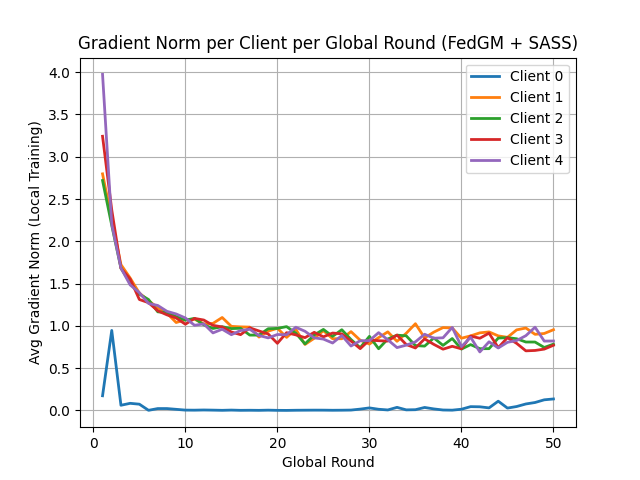 Gradient Norm per Client per Global Round (FedGM + SASS)
Avg Gradient Norm (Local Training)
4.0
3.5
3.0
2.5
2.0
1.5
1.0
0.5
0.0
Client 0
Client 1
Client 2
Client 3
Client 4
0
10
20
30
40
50
Global Round